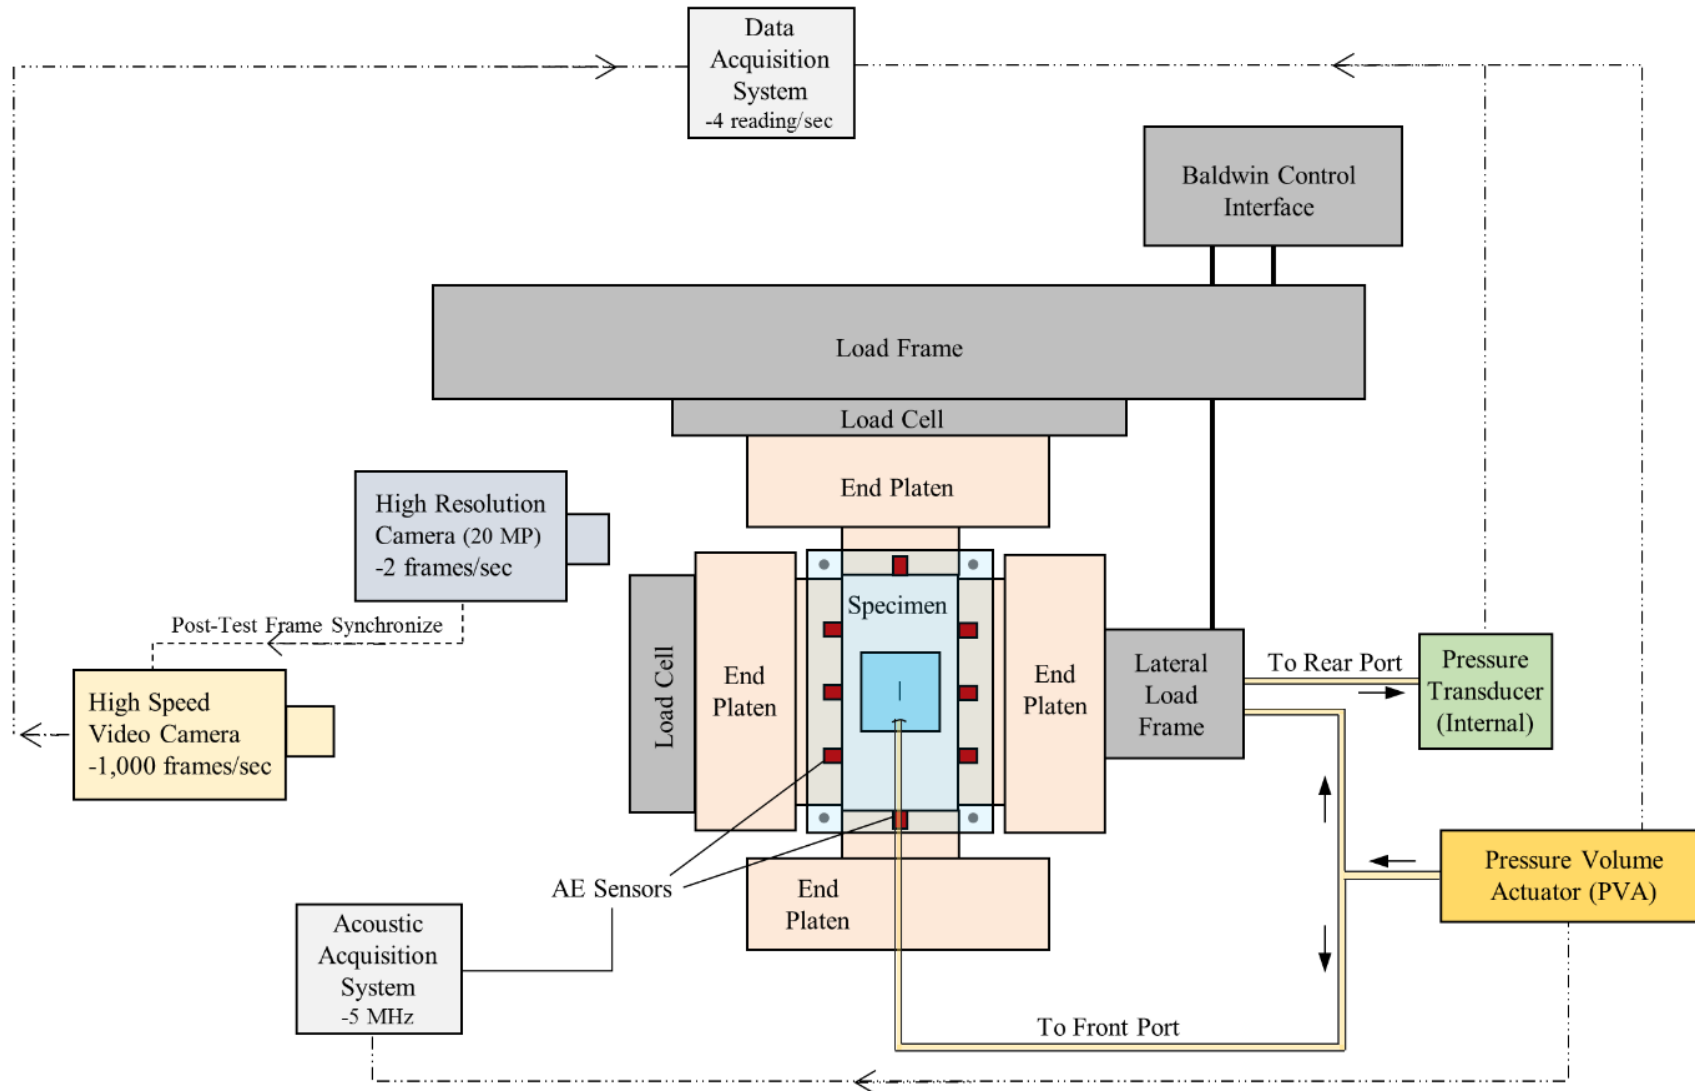 Data
Acquisition
System
-4 reading/sec
Baldwin Control
Interface
Load Frame
Load Cell
End Platen
High Resolution
Camera (20 MP)
-2 frames/sec
Post-Test Frame Synchronize
High Speed
Video Camera
-1,000 frames/sec
Load Cell
End
Platen
Specimen
End
Platen
Lateral
Load
Frame
To Rear Port
Pressure
Transducer
(Internal)
Pressure Volume
Actuator (PVA)
AE Sensors
End
Platen
Acoustic
Acquisition
System
-5 MHz
To Front Port